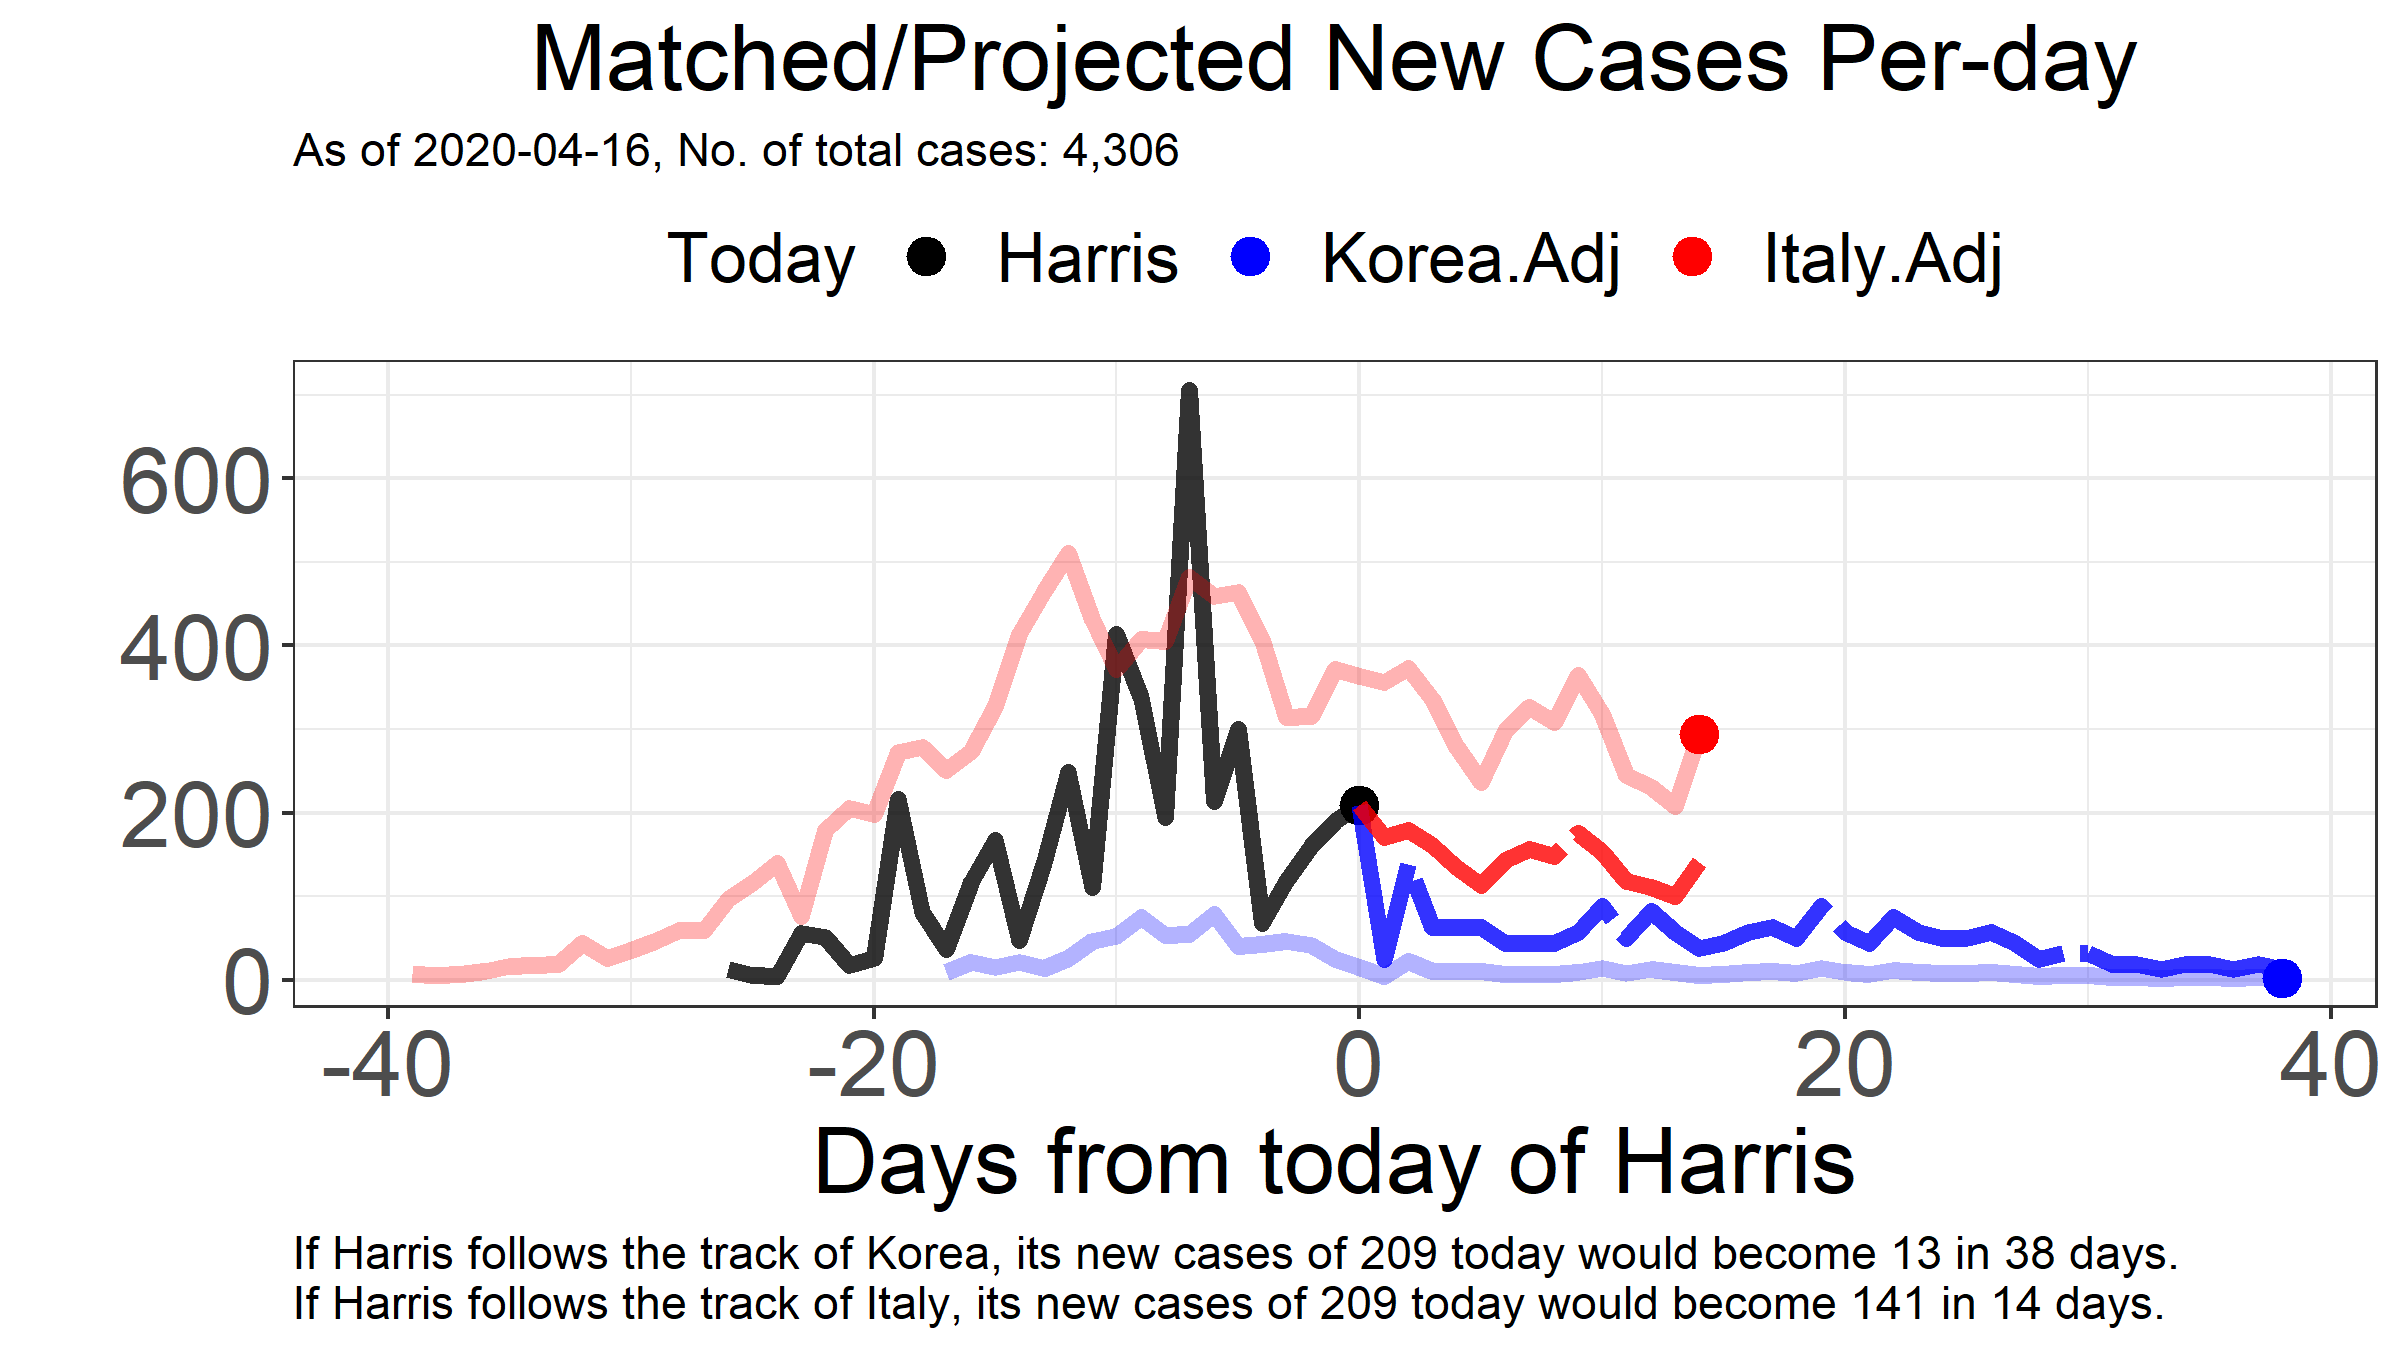 Matched/Projected New Cases Per-day
As of 2020-04-16, No. of total cases: 4,306
Today Harris Korea.Adj Italy.Adj
600
400
200
0
-40 -20 0 20 40
Days from today of Harris
If Harris follows the track of Korea, its new cases of 209 today would become 13 in 38 days.
If Harris follows the track of Italy, its new cases of 209 today would become 141 in 14 days.